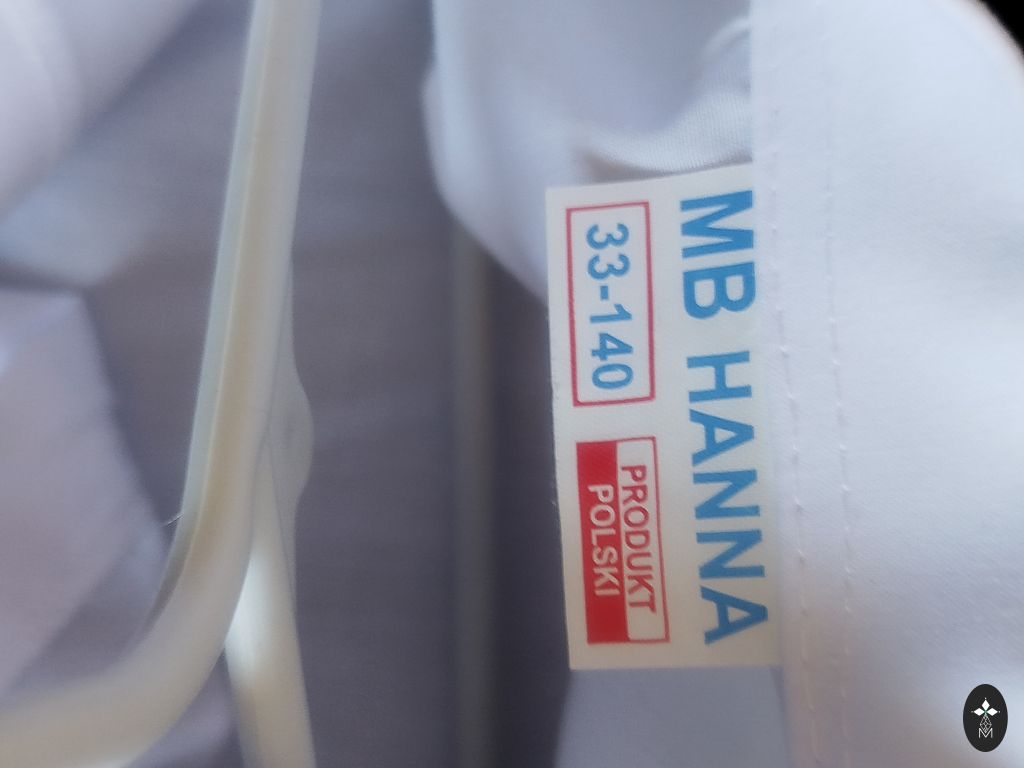 MB HANNA
33-140
PRODUKT
POLSKI
M